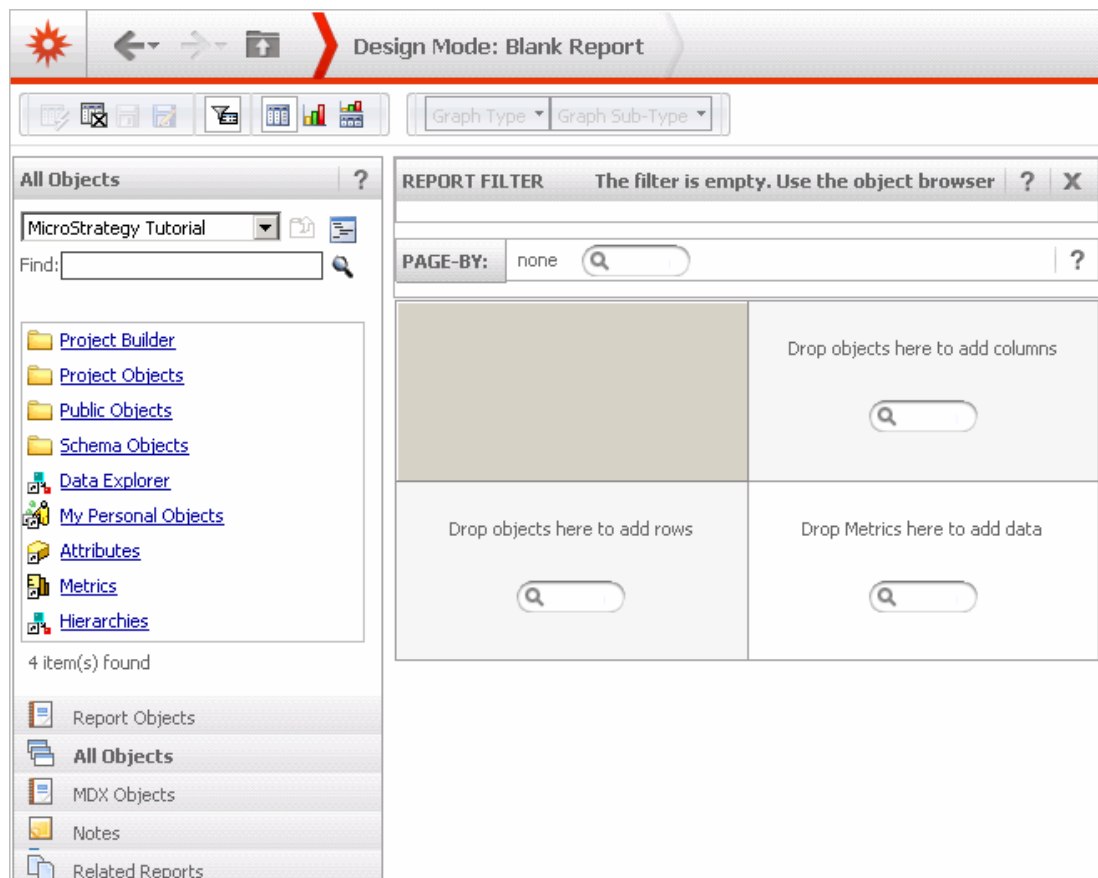 Design Mode: Blank Report
Graph Type Graph Sub-Type
All Objects ?
MicroStrategy Tutorial
Find:
Project Builder
Project Objects
Public Objects
Schema Objects
Data Explorer
My Personal Objects
Attributes
Metrics
Hierarchies
4 item(s) found
Report Objects
All Objects
MDX Objects
Notes
Related Reports
REPORT FILTER The filter is empty. Use the object browser ? X
PAGE-BY: none ?
Drop objects here to add columns
Drop objects here to add rows
Drop Metrics here to add data